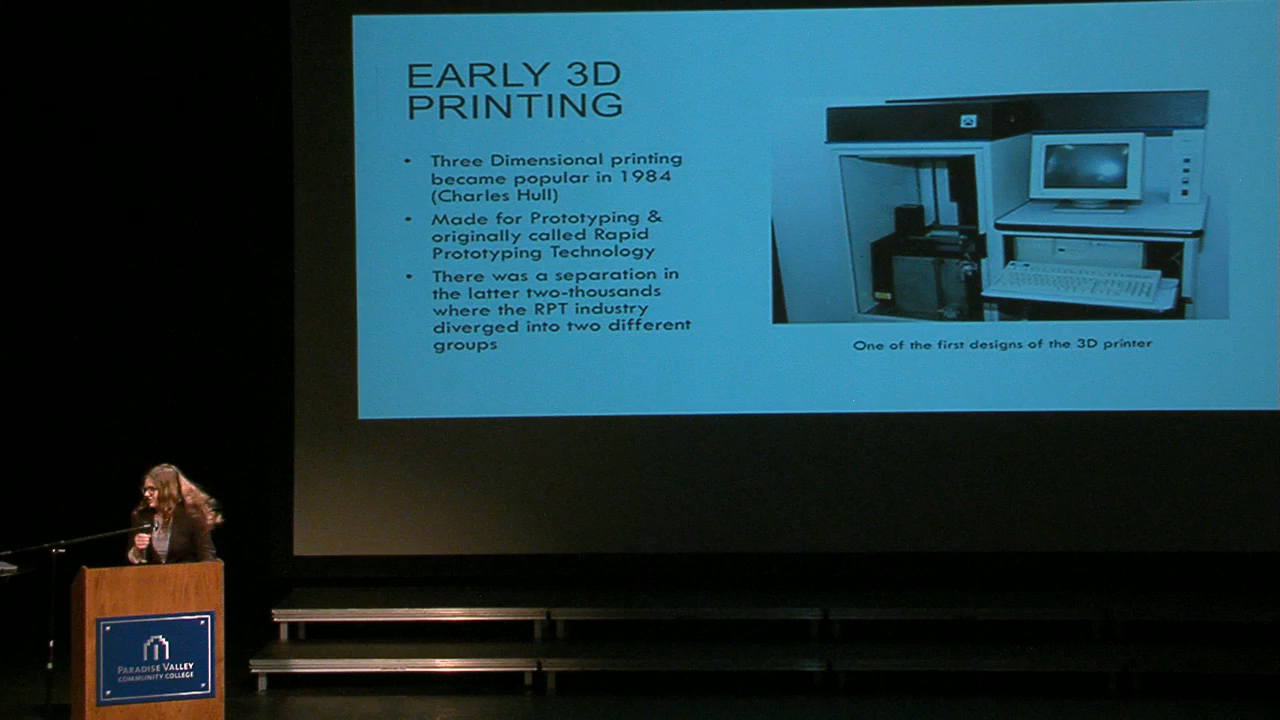 EARLY 3D
PRINTING
• Three Dimensional printing
became popular in 1984
(Charles Hull)
• Made for Prototyping &
originally called Rapid
Prototyping Technology
• There was a separation in
the latter two-thousands
where the RPT industry
diverged into two different
groups
One of the first designs of the 3D printer
PARADISE VALLEY
COMMUNITY COLLEGE